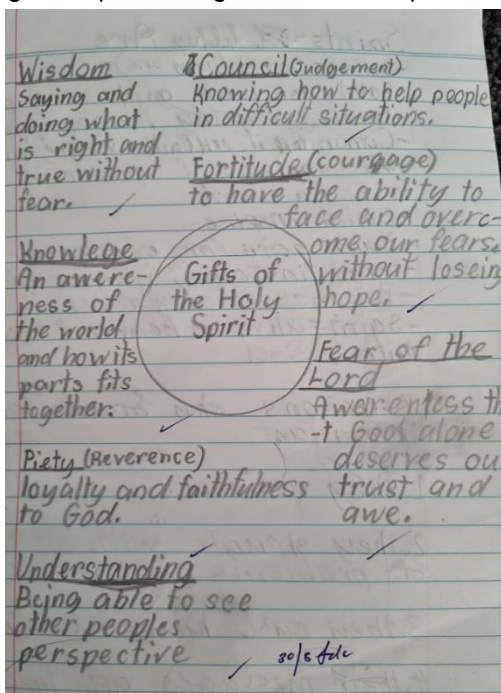 Wisdom
Saying and
doing what
is right and
true without
fear.
Council (Judgement)
Knowing how to help people
in difficult situations.
Fortitude (courgage)
to have the ability to
face and overc-
ome our fears,
without loseing
hope.
Knowlege
An awere-
ness of
the world
and how its
parts fits
together.
Gifts of
the Holy
Spirit
Fear of the
Lord
Awarentess th
-t God alone
deserves ou
trust and
awe.
Piety (Reverence)
loyalty and faithfulness
to God.
Understanding
Being able to see
other peoples
perspective
30/5